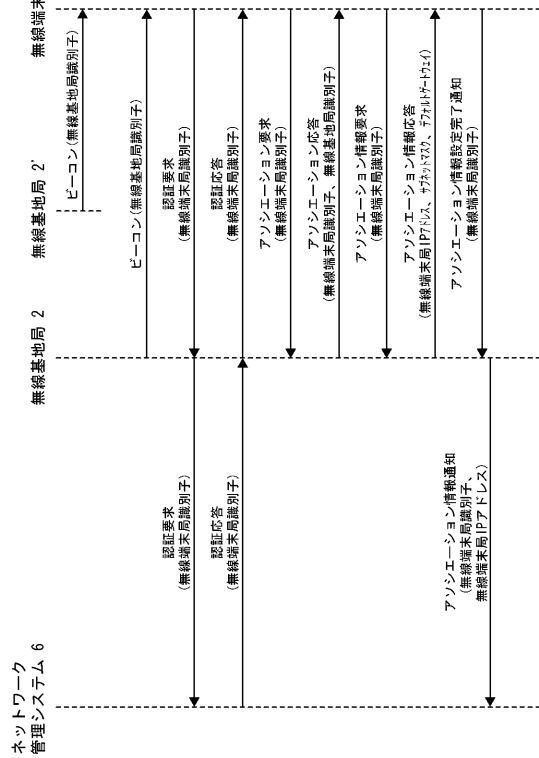 ネットワーク
管理システム 6
無線基地局 2
無線基地局 2'
無線端末
ビーコン(無線基地局識別子)
ビーコン(無線基地局識別子)
認証要求
(無線端末局識別子)
認証要求
(無線端末局識別子)
認証応答
(無線端末局識別子)
認証応答
(無線端末局識別子)
アソシエーション要求
(無線端末局識別子)
アソシエーション応答
(無線端末局識別子、無線基地局識別子)
アソシエーション情報要求
(無線端末局識別子)
アソシエーション情報応答
(無線端末局IPアドレス、サブネットマスク、デフォルトゲートウェイ)
アソシエーション情報設定完了通知
(無線端末局識別子)
アソシエーション情報通知
(無線端末局識別子、
無線端末局IPアドレス)